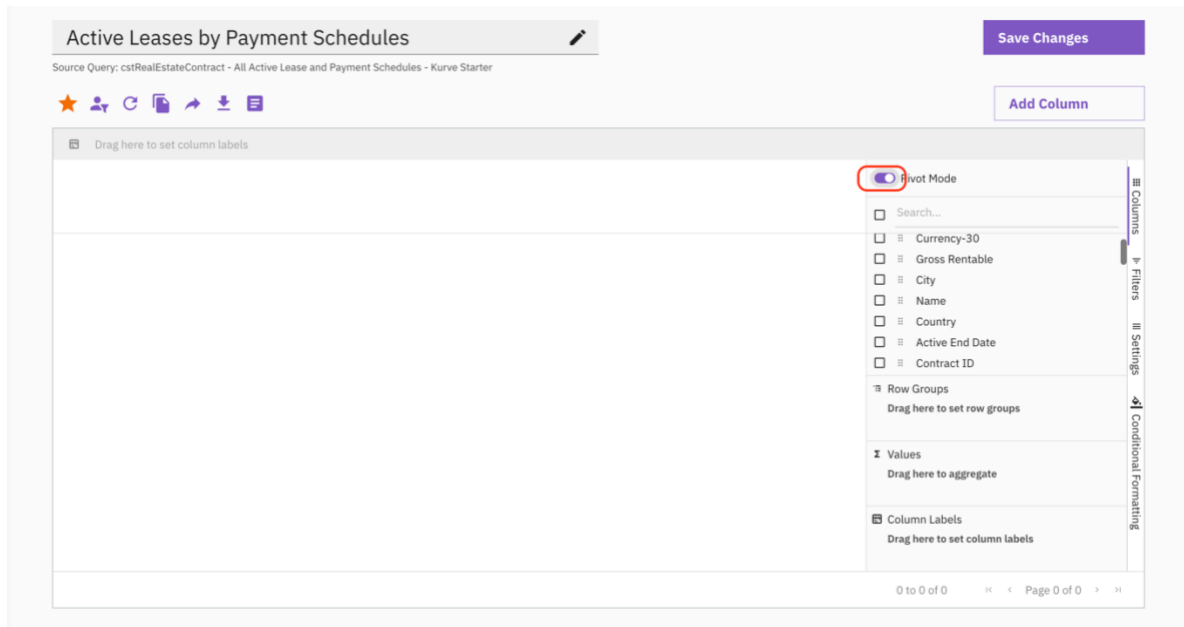 Active Leases by Payment Schedules
Save Changes
Source Query: cstRealEstateContract - All Active Lease and Payment Schedules - Kurve Starter
Add Column
Drag here to set column labels
Pivot Mode
Search...
Currency-30
Gross Rentable
City
Name
Country
Active End Date
Contract ID
Row Groups
Drag here to set row groups
Values
Drag here to aggregate
Column Labels
Drag here to set column labels
Columns
Filters
Settings
Conditional Formatting
0 to 0 of 0
Page 0 of 0